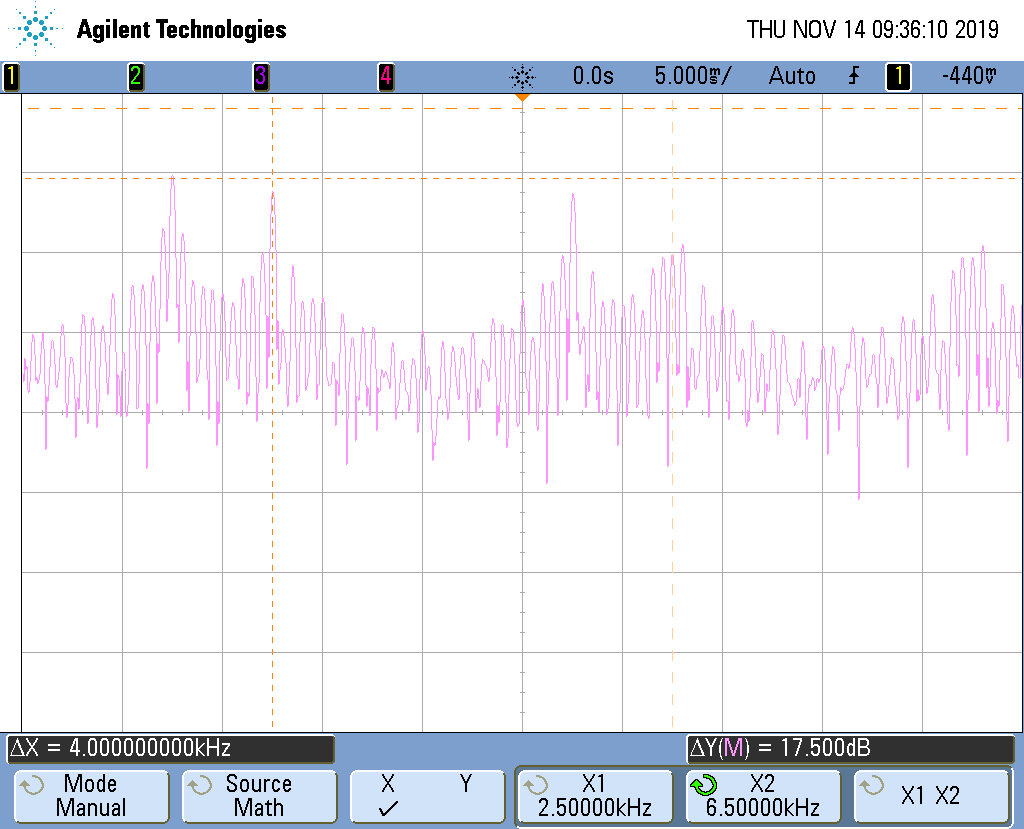 Agilent Technologies THU NOV 14 09:36:10 2019
1 2 3 4 0.0s 5.000ms/ Auto 1 -440mV
ΔX = 4.000000000kHz ΔY(M) = 17.500dB
Mode Source X Y X1 X2 X1 X2
Manual Math ✓ 2.50000kHz 6.50000kHz